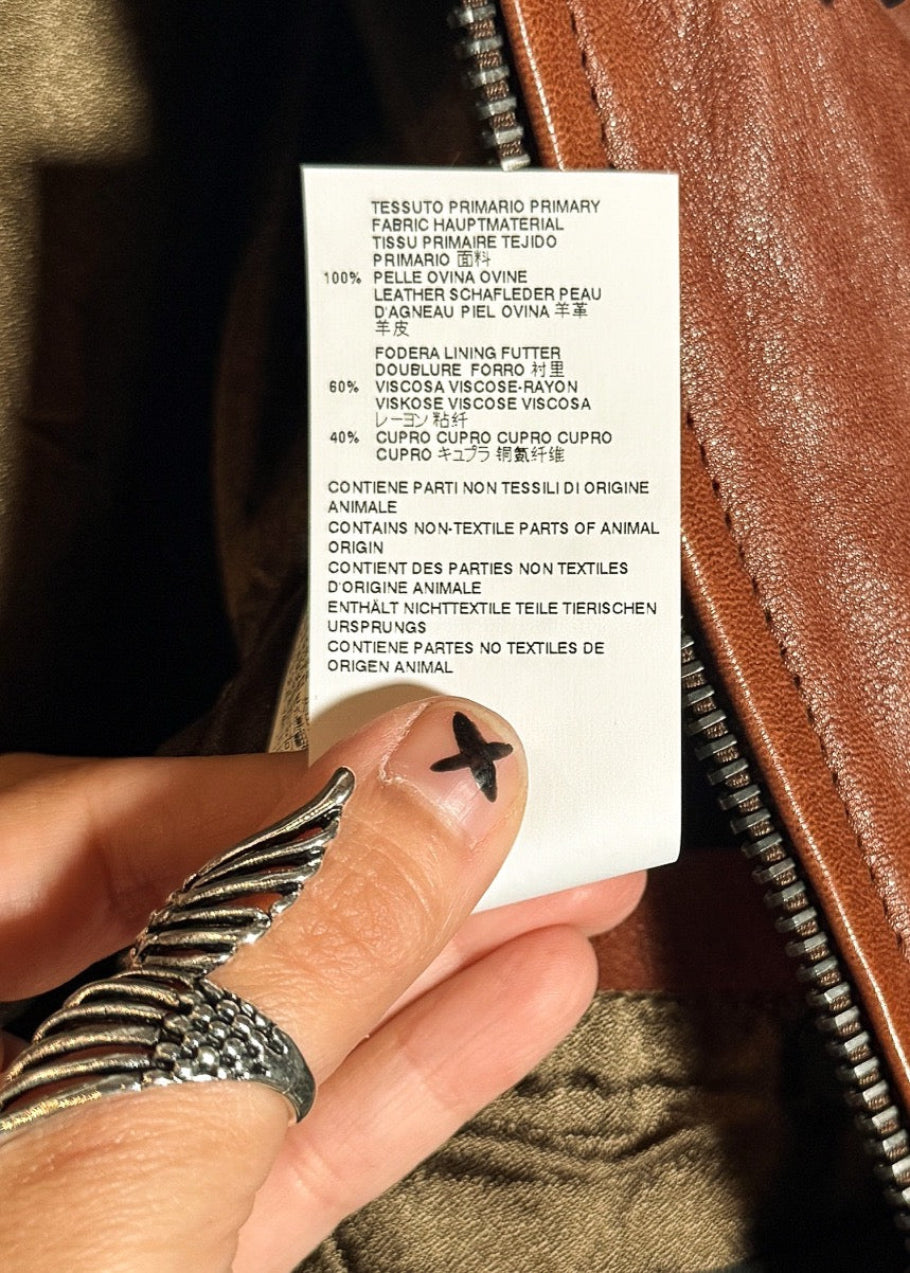 TESSUTO PRIMARIO PRIMARY
FABRIC HAUPTMATERIAL
TISSU PRIMAIRE TEJIDO
PRIMARIO 面料
100% PELLE OVINA OVINE
LEATHER SCHAFLEDER PEAU
D'AGNEAU PIEL OVINA 羊革
羊皮
FODERA LINING FUTTER
DOUBLURE FORRO 衬里
60% VISCOSA VISCOSE-RAYON
VISKOSE VISCOSE VISCOSA
レーヨン 粘纤
40% CUPRO CUPRO CUPRO CUPRO
CUPRO キュプラ 铜氨纤维
CONTIENE PARTI NON TESSILI DI ORIGINE
ANIMALE
CONTAINS NON-TEXTILE PARTS OF ANIMAL
ORIGIN
CONTIENT DES PARTIES NON TEXTILES
D'ORIGINE ANIMALE
ENTHÄLT NICHTTEXTILE TEILE TIERISCHEN
URSPRUNGS
CONTIENE PARTES NO TEXTILES DE
ORIGEN ANIMAL